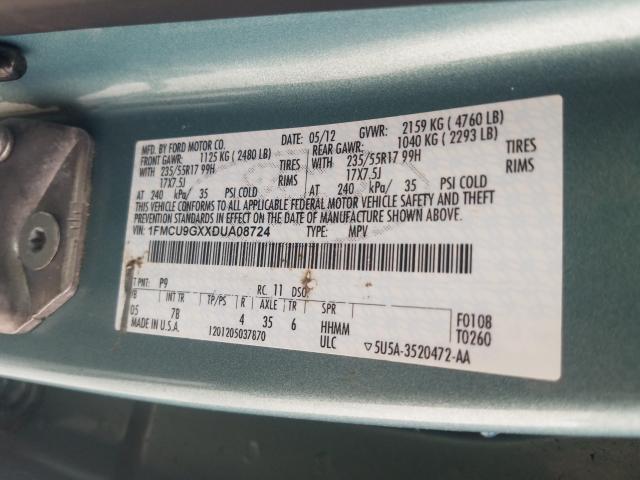 MFD. BY FORD MOTOR CO. DATE: 05/12 GVWR: 2159 KG ( 4760 LB)
FRONT GAWR: 1125 KG ( 2480 LB) REAR GAWR: 1040 KG ( 2293 LB)
WITH 235/55R17 99H TIRES WITH 235/55R17 99H TIRES
17X7.5J RIMS 17X7.5J RIMS
AT 240 kPa/ 35 PSI COLD AT 240 kPa/ 35 PSI COLD
THIS VEHICLE CONFORMS TO ALL APPLICABLE FEDERAL MOTOR VEHICLE SAFETY AND THEFT
PREVENTION STANDARDS IN EFFECT ON THE DATE OF MANUFACTURE SHOWN ABOVE.
VIN: 1FMCU9GXXDUA08724 TYPE: MPV
EXT PNT: P9 RC: 11 DSO:
WB INT TR TP/PS R AXLE TR SPR
05 7B 4 35 6 HHMM F0108
MADE IN U.S.A. 1201205037870 ULC ▽5U5A-3520472-AA T0260